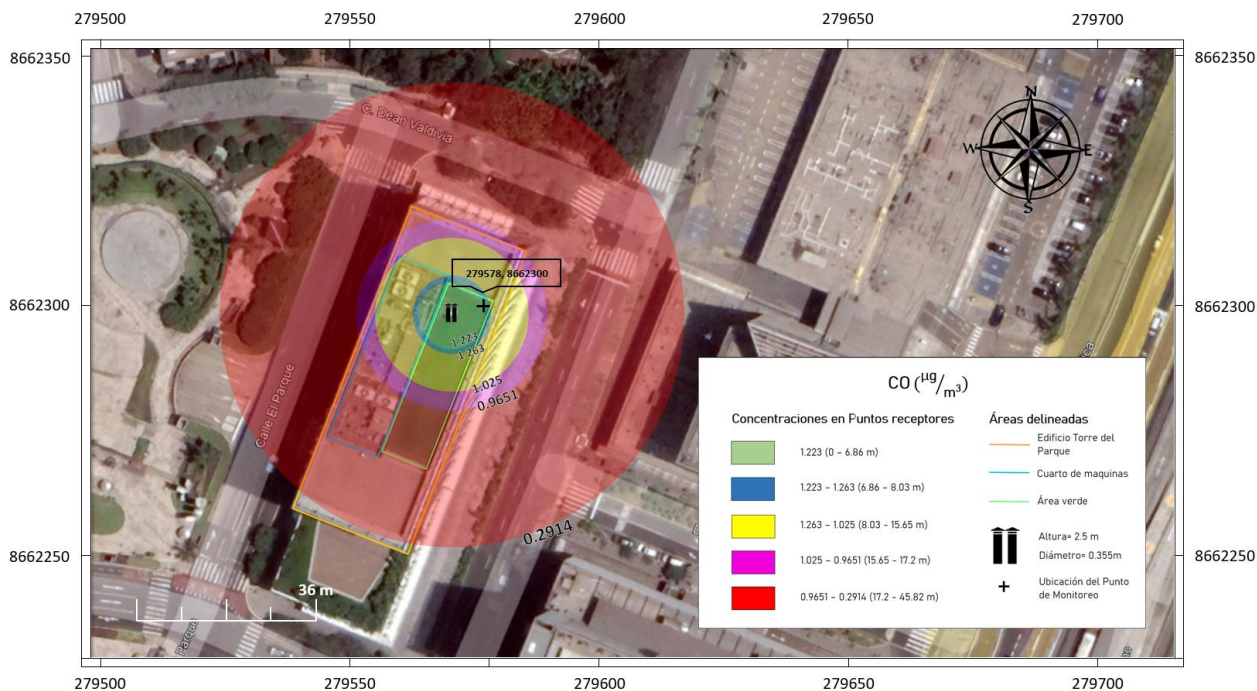 279500 279550 279600 279650 279700
8662350 8662350
C. Dean Valdivia
N
W E
S
279578, 8662300
8662300 8662300
1.223
1.263
1.025
0.9651
Calle El Parque
0.2914
CO (µg/m³)
Concentraciones en Puntos receptores
1.223 (0 – 6.86 m)
1.223 – 1.263 (6.86 – 8.03 m)
1.263 – 1.025 (8.03 – 15.65 m)
1.025 – 0.9651 (15.65 - 17.2 m)
0.9651 – 0.2914 (17.2 - 45.82 m)
Áreas delineadas
Edificio Torre del
Parque
Cuarto de maquinas
Área verde
Altura= 2.5 m
Diámetro= 0.355m
Ubicación del Punto
de Monitoreo
8662250 8662250
36 m
Parque
279500 279550 279600 279650 279700